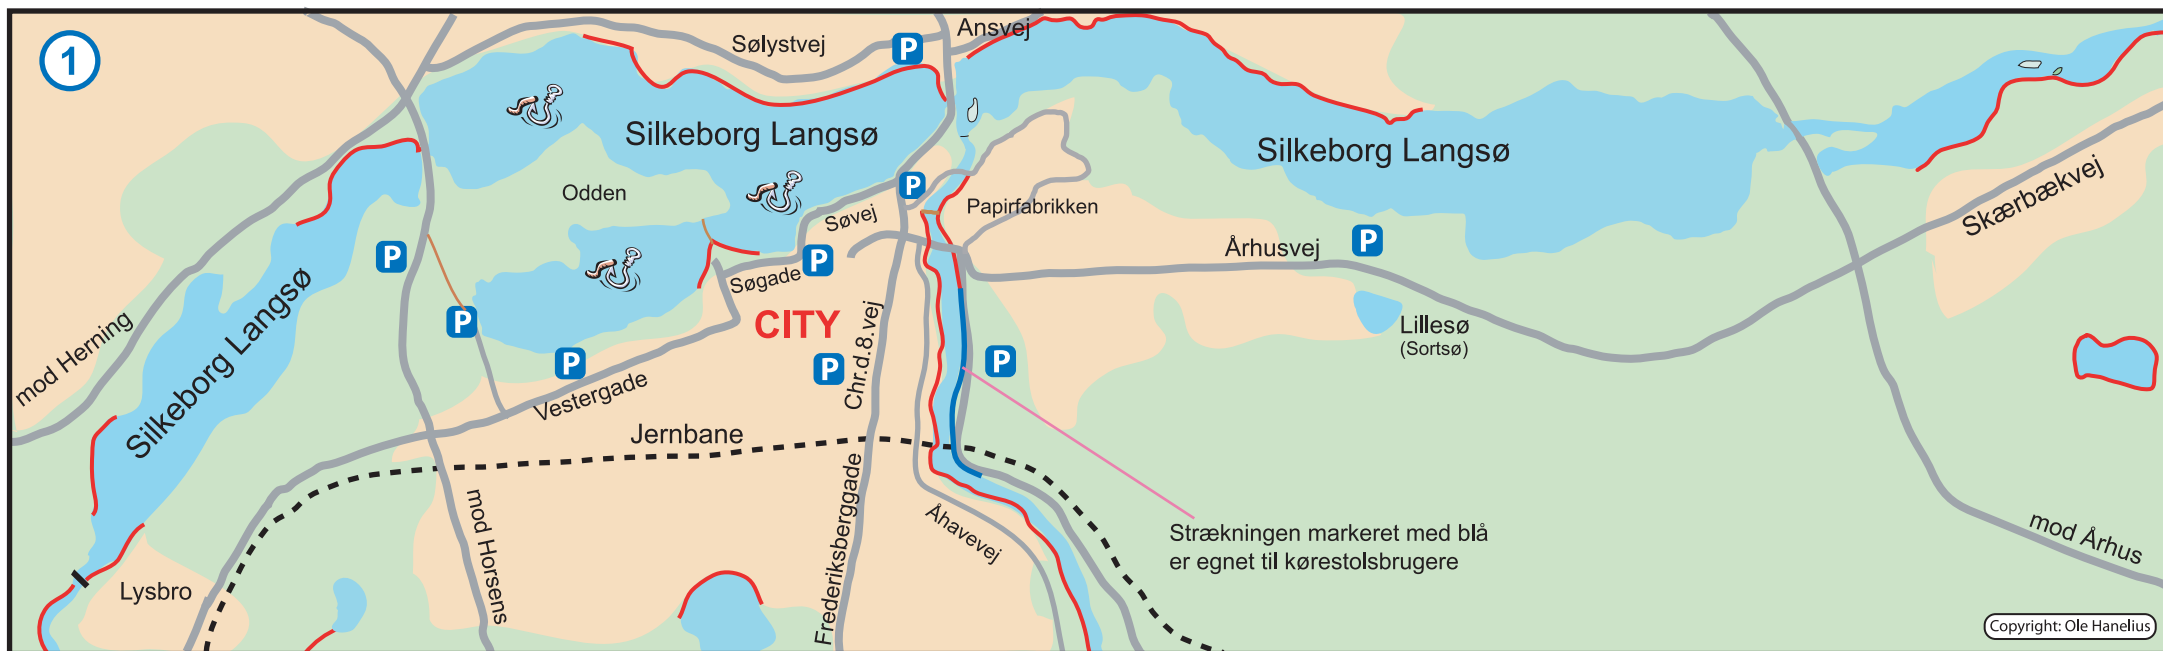 1
Sølystvej
P
Ansvej
Silkeborg Langsø
Silkeborg Langsø
Odden
P
Papirfabrikken
Søvej
Skærbækvej
P
P
Søgade
Århusvej
P
mod Herning
Silkeborg Langsø
P
CITY
Chr.d.8.vej
Lillesø
(Sortsø)
P
P
P
Vestergade
Jernbane
mod Horsens
Frederiksberggade
Åhavevej
Strækningen markeret med blå
er egnet til kørestolsbrugere
mod Århus
Lysbro
Copyright: Ole Hanelius